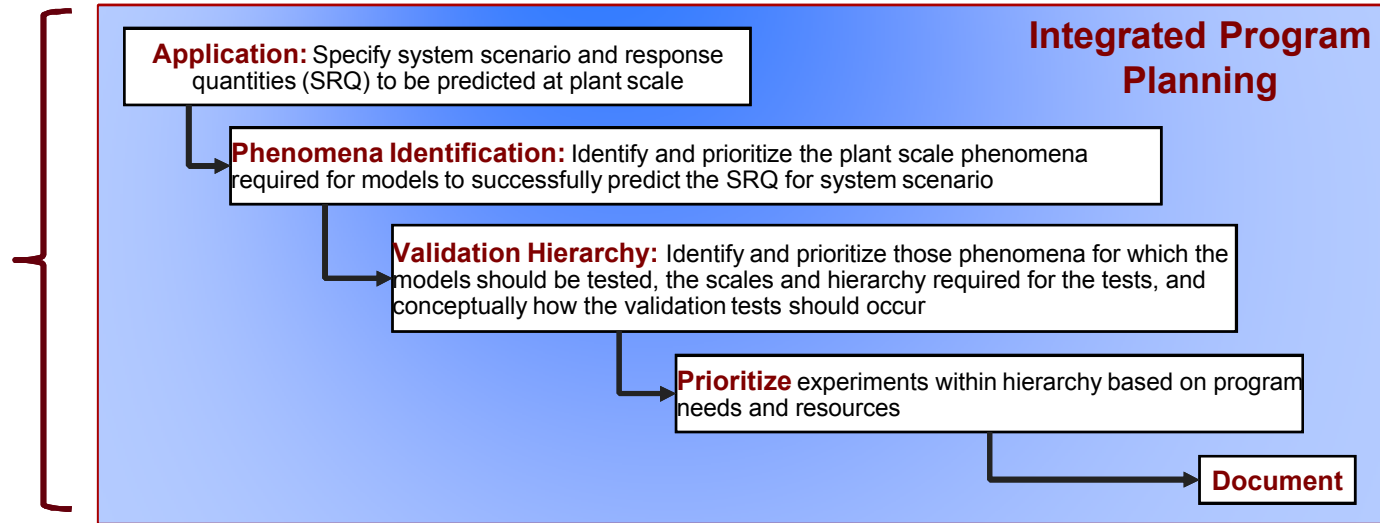 Integrated Program
Planning
Application: Specify system scenario and response
quantities (SRQ) to be predicted at plant scale
Phenomena Identification: Identify and prioritize the plant scale phenomena
required for models to successfully predict the SRQ for system scenario
Validation Hierarchy: Identify and prioritize those phenomena for which the
models should be tested, the scales and hierarchy required for the tests, and
conceptually how the validation tests should occur
Prioritize experiments within hierarchy based on program
needs and resources
Document